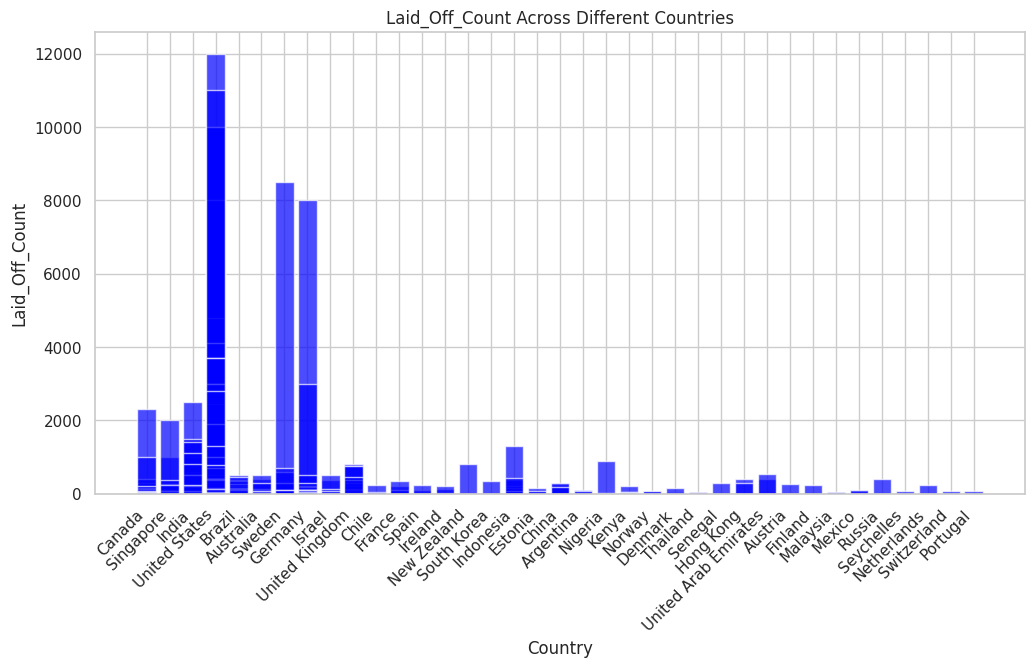 Laid_Off_Count Across Different Countries
Laid_Off_Count
12000
10000
8000
6000
4000
2000
0
Canada
Singapore
India
United States
Brazil
Australia
Sweden
Germany
Israel
United Kingdom
Chile
France
Spain
Ireland
New Zealand
South Korea
Indonesia
Estonia
China
Argentina
Nigeria
Kenya
Norway
Denmark
Thailand
Senegal
Hong Kong
United Arab Emirates
Austria
Finland
Malaysia
Mexico
Russia
Seychelles
Netherlands
Switzerland
Portugal
Country